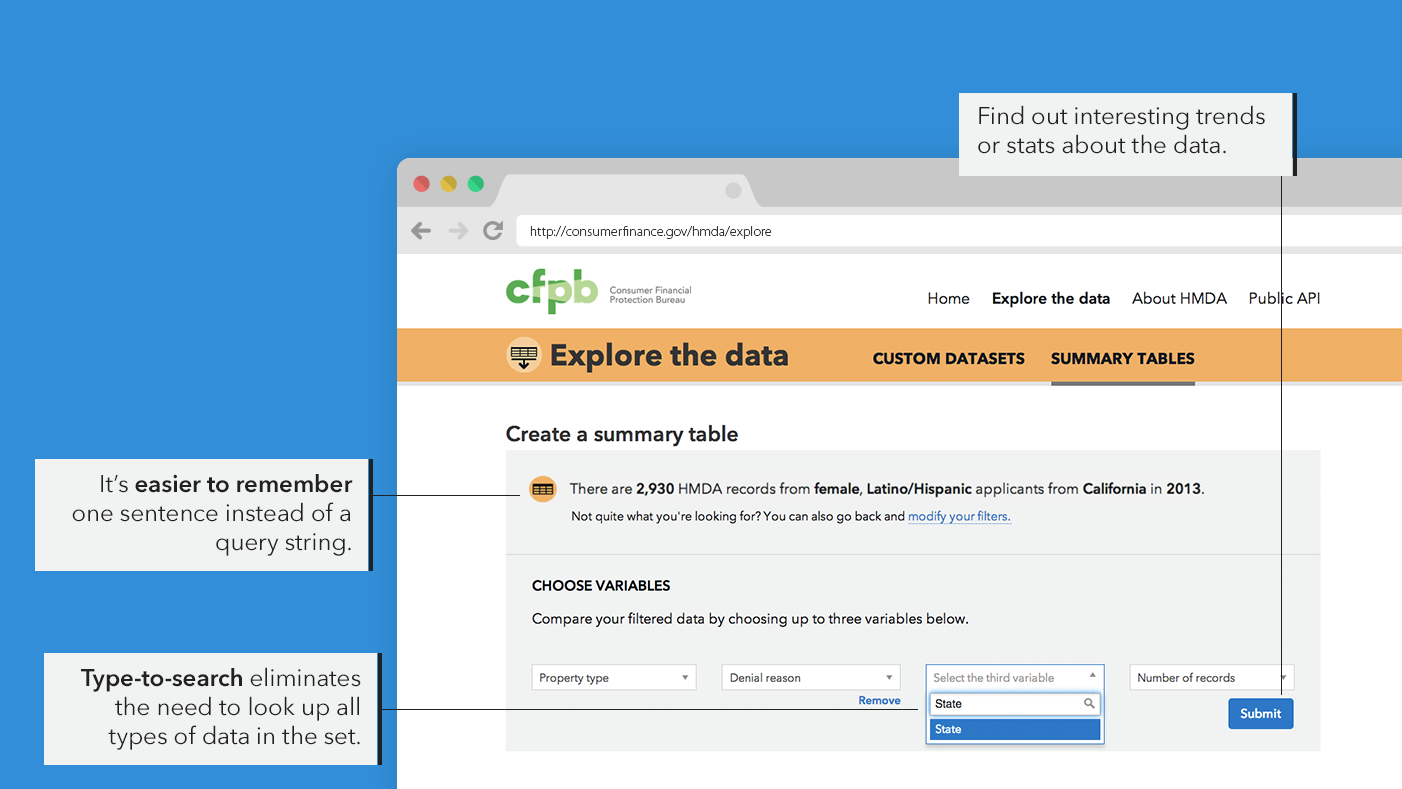 Find out interesting trends
or stats about the data.
http://consumerfinance.gov/hmda/explore
cfpb
Consumer Financial
Protection Bureau
Home
Explore the data
About HMDA
Public API
Explore the data
CUSTOM DATASETS
SUMMARY TABLES
Create a summary table
It's easier to remember
one sentence instead of a
query string.
There are 2,930 HMDA records from female, Latino/Hispanic applicants from California in 2013.
Not quite what you're looking for? You can also go back and modify your filters.
CHOOSE VARIABLES
Compare your filtered data by choosing up to three variables below.
Type-to-search eliminates
the need to look up all
types of data in the set.
Property type
Denial reason
Remove
Select the third variable
State
State
Number of records
Submit